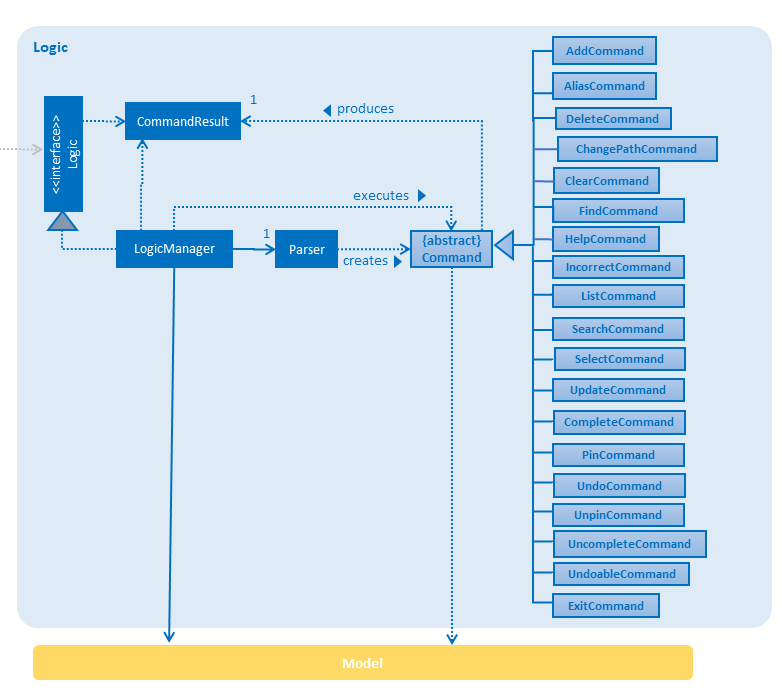 Logic
<<interface>>
Logic
CommandResult
1
produces
executes
LogicManager
1
Parser
creates
{abstract}
Command
AddCommand
AliasCommand
DeleteCommand
ChangePathCommand
ClearCommand
FindCommand
HelpCommand
IncorrectCommand
ListCommand
SearchCommand
SelectCommand
UpdateCommand
CompleteCommand
PinCommand
UndoCommand
UnpinCommand
UncompleteCommand
UndoableCommand
ExitCommand
Model